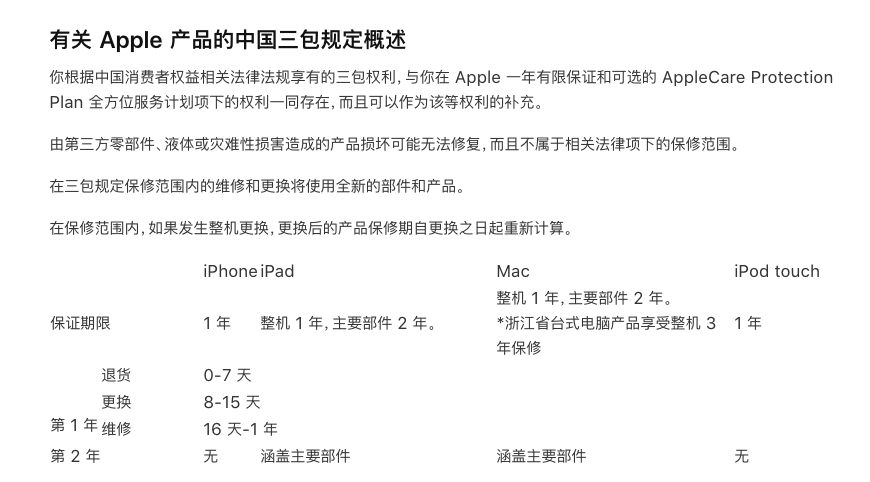 有关 Apple 产品的中国三包规定概述
你根据中国消费者权益相关法律法规享有的三包权利，与你在 Apple 一年有限保证和可选的 AppleCare Protection
Plan 全方位服务计划项下的权利一同存在，而且可以作为该等权利的补充。
由第三方零部件、液体或灾难性损害造成的产品损坏可能无法修复，而且不属于相关法律项下的保修范围。
在三包规定保修范围内的维修和更换将使用全新的部件和产品。
在保修范围内，如果发生整机更换，更换后的产品保修期自更换之日起重新计算。
iPhone iPad Mac iPod touch
整机 1 年，主要部件 2 年。
保证期限 1 年 整机 1 年，主要部件 2 年。 *浙江省台式电脑产品享受整机 3 1 年
年保修
退货 0-7 天
更换 8-15 天
第 1 年 维修 16 天-1 年
第 2 年 无 涵盖主要部件 涵盖主要部件 无